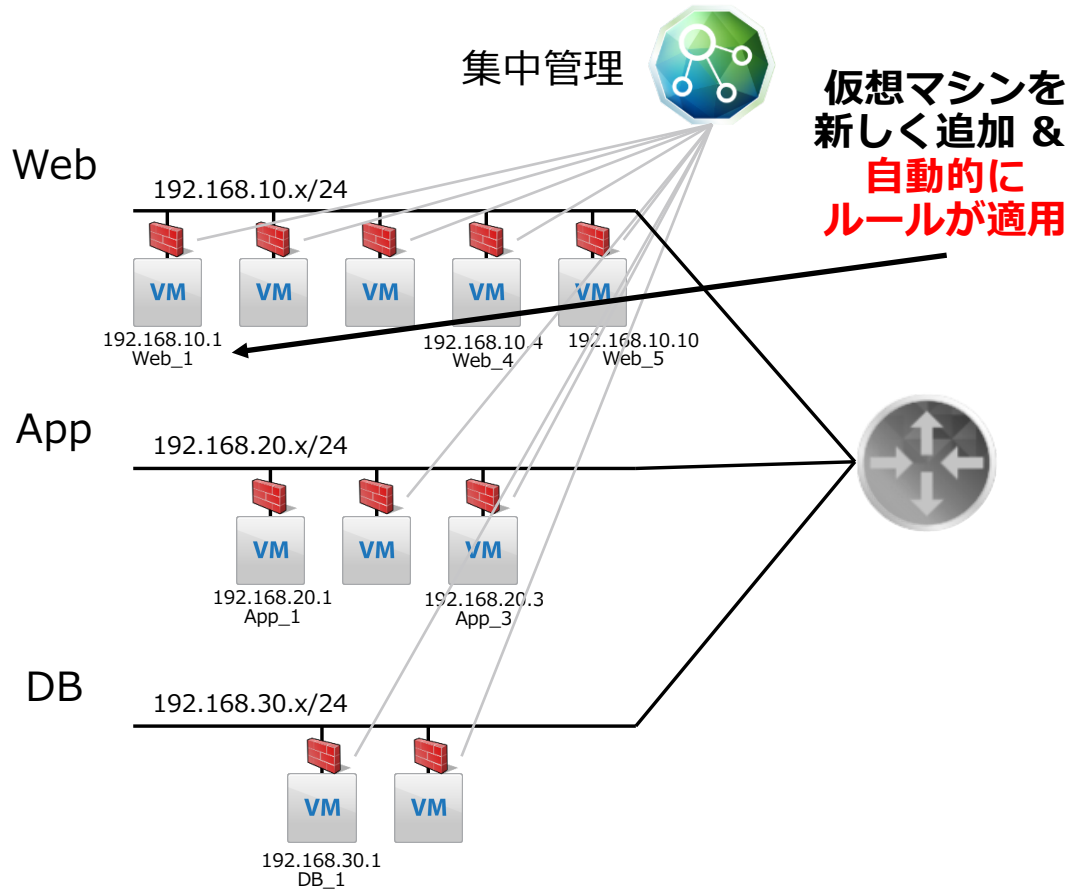 集中管理
仮想マシンを
新しく追加 &
自動的に
ルールが適用
Web
192.168.10.x/24
VM
VM
VM
VM
VM
192.168.10.1
Web_1
192.168.10.4
Web_4
192.168.10.10
Web_5
App
192.168.20.x/24
VM
VM
VM
192.168.20.1
App_1
192.168.20.3
App_3
DB
192.168.30.x/24
VM
VM
192.168.30.1
DB_1